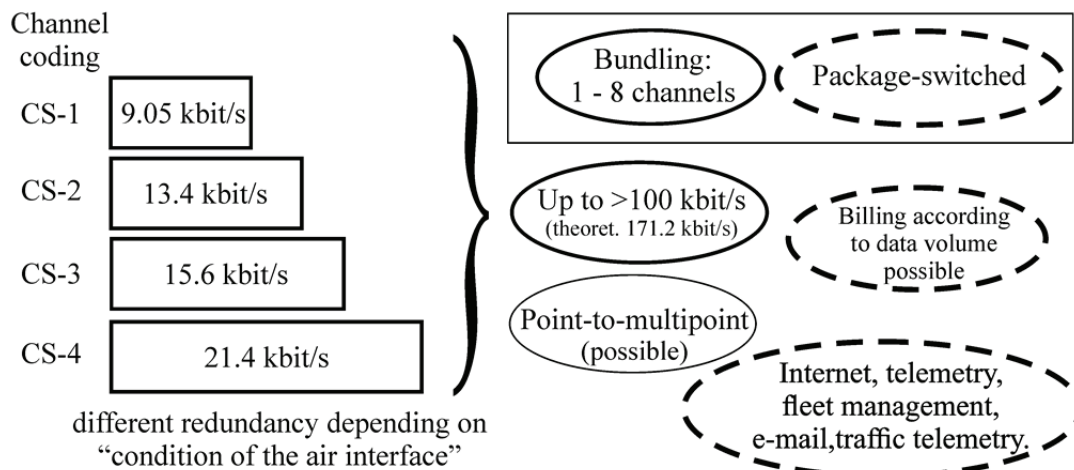 Channel
coding
CS-1
9.05 kbit/s
CS-2
13.4 kbit/s
CS-3
15.6 kbit/s
CS-4
21.4 kbit/s
different redundancy depending on
“condition of the air interface”
Bundling:
1 - 8 channels
Package-switched
Up to >100 kbit/s
(theoret. 171.2 kbit/s)
Billing according
to data volume
possible
Point-to-multipoint
(possible)
Internet, telemetry,
fleet management,
e-mail,traffic telemetry.